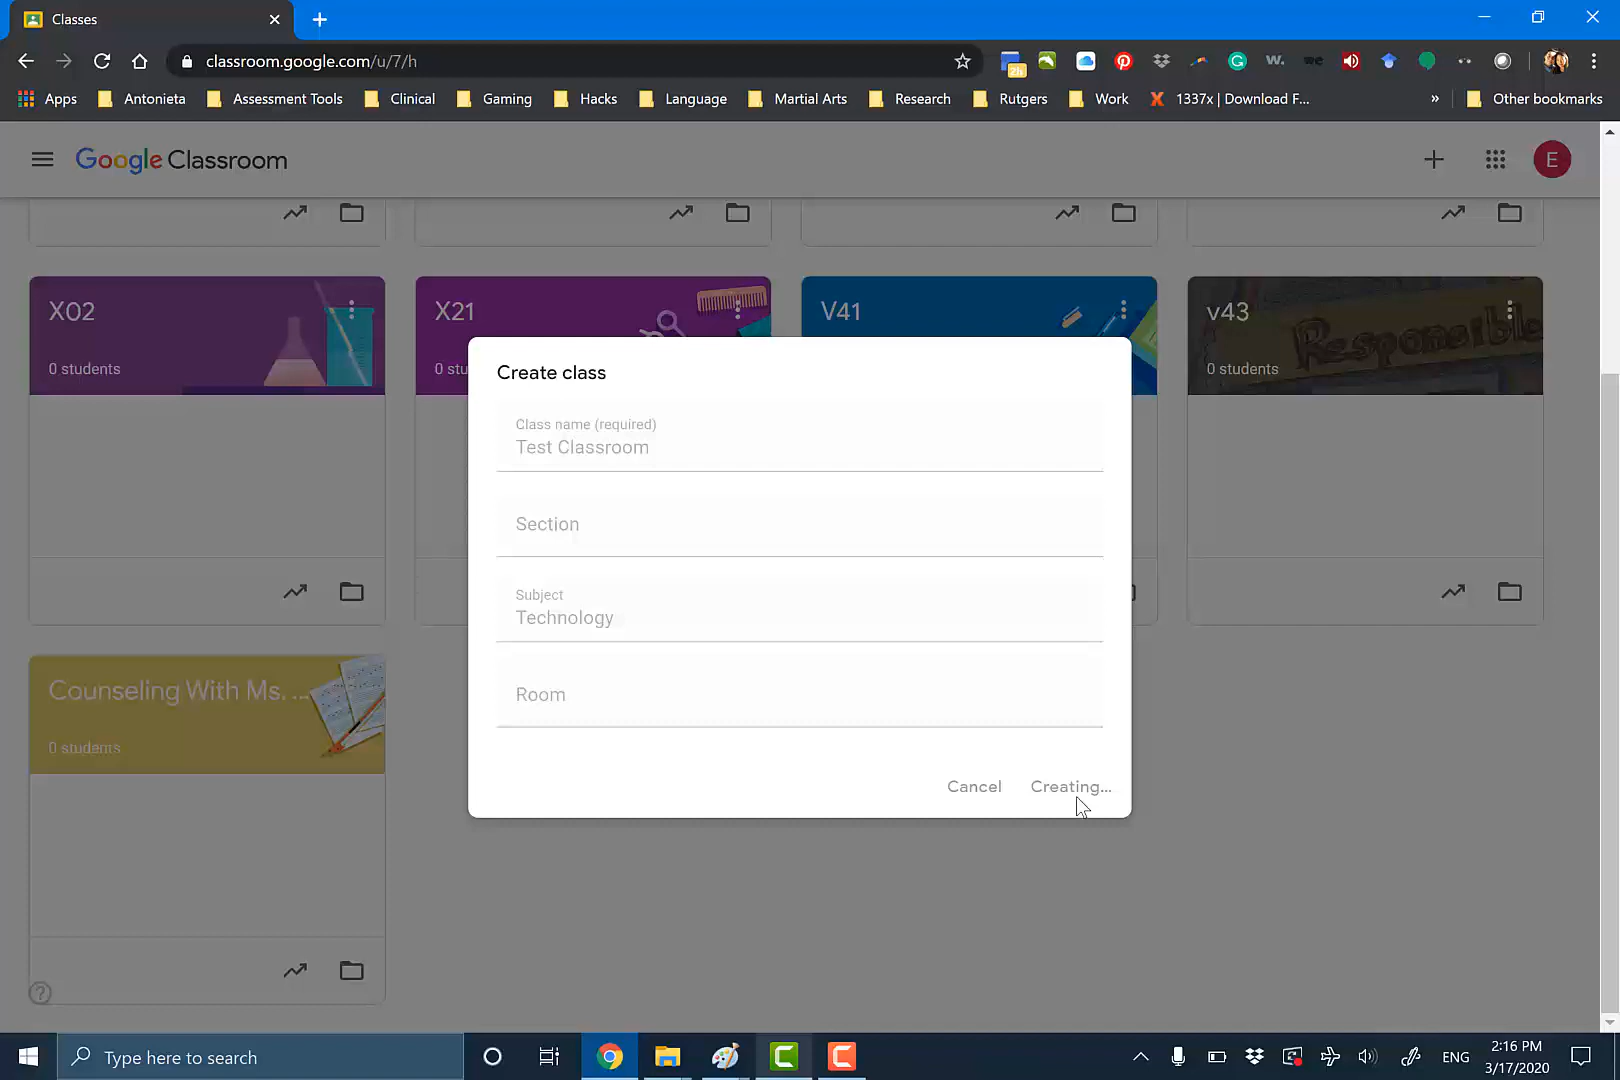 Classes
classroom.google.com/u/7/h
2h
Apps
Antonieta
Assessment Tools
Clinical
Gaming
Hacks
Language
Martial Arts
Research
Rutgers
Work
1337x | Download F...
»
Other bookmarks
Google Classroom
E
X02
0 students
X21
0 stu
V41
v43
0 students
Responsible
Create class
Class name (required)
Test Classroom
Section
Subject
Technology
Room
Cancel
Creating...
Counseling With Ms. ...
0 students
Type here to search
ENG
2:16 PM
3/17/2020